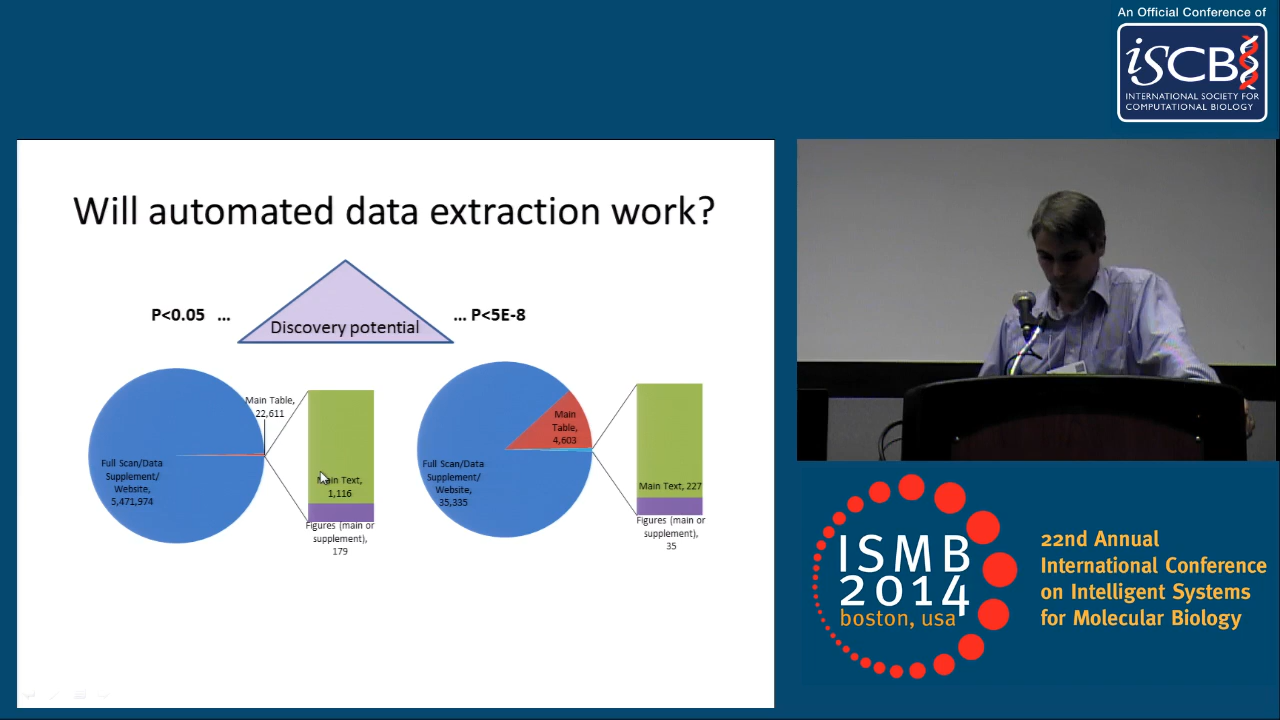 An Official Conference of
iSCB
INTERNATIONAL SOCIETY FOR
COMPUTATIONAL BIOLOGY
Will automated data extraction work?
P<0.05 ...
... P<5E-8
Discovery potential
Main Table,
22,611
Full Scan/Data
Supplement/
Website,
5,471,974
Main Text,
1,116
Figures (main or
supplement),
179
Main
Table,
4,603
Full Scan/Data
Supplement/
Website,
35,335
Main Text, 227
Figures (main or
supplement),
35
ISMB
2014
boston, usa
22nd Annual
International Conference
on Intelligent Systems
for Molecular Biology